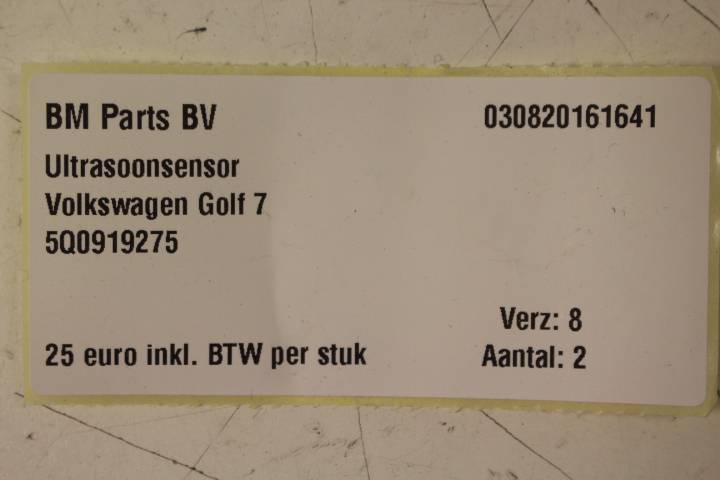 BM Parts BV 030820161641
Ultrasoonsensor
Volkswagen Golf 7
5Q0919275
Verz: 8
25 euro inkl. BTW per stuk Aantal: 2